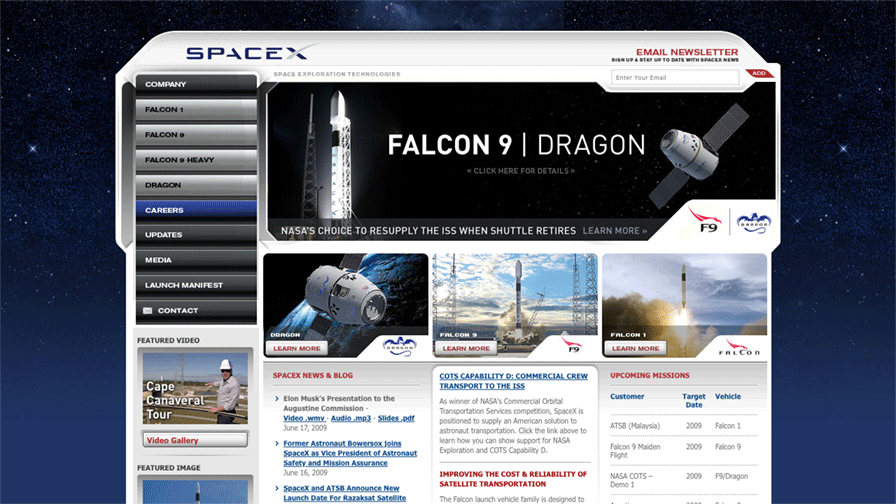 SPACEX
EMAIL NEWSLETTER
SIGN UP & STAY UP TO DATE WITH SPACEX NEWS
SPACE EXPLORATION TECHNOLOGIES
Enter Your Email
ADD
COMPANY
FALCON 1
FALCON 9
FALCON 9 HEAVY
DRAGON
CAREERS
UPDATES
MEDIA
LAUNCH MANIFEST
CONTACT
FALCON 9 | DRAGON
« CLICK HERE FOR DETAILS »
NASA'S CHOICE TO RESUPPLY THE ISS WHEN SHUTTLE RETIRES LEARN MORE »
F9
DRAGON
DRAGON
LEARN MORE
DRAGON
FALCON 9
LEARN MORE
F9
FALCON 1
LEARN MORE
FALCON
FEATURED VIDEO
Cape
Canaveral
Tour
Video Gallery
FEATURED IMAGE
SPACEX NEWS & BLOG
Elon Musk's Presentation to the
Augustine Commission -
Video .wmv - Audio .mp3 - Slides .pdf
June 17, 2009
Former Astronaut Bowersox Joins
SpaceX as Vice President of Astronaut
Safety and Mission Assurance
June 16, 2009
SpaceX and ATSB Announce New
Launch Date For Razaksat Satellite
COTS CAPABILITY D: COMMERCIAL CREW
TRANSPORT TO THE ISS
As winner of NASA's Commercial Orbital
Transportation Services competition, SpaceX is
positioned to supply an American solution to
astronaut transportation. Click the link above to
learn how you can show support for NASA
Exploration and COTS Capability D.
IMPROVING THE COST & RELIABILITY OF
SATELLITE TRANSPORTATION
The Falcon launch vehicle family is designed to
UPCOMING MISSIONS
Customer Target Date Vehicle
ATSB (Malaysia) 2009 Falcon 1
Falcon 9 Maiden Flight 2009 Falcon 9
NASA COTS – Demo 1 2009 F9/Dragon